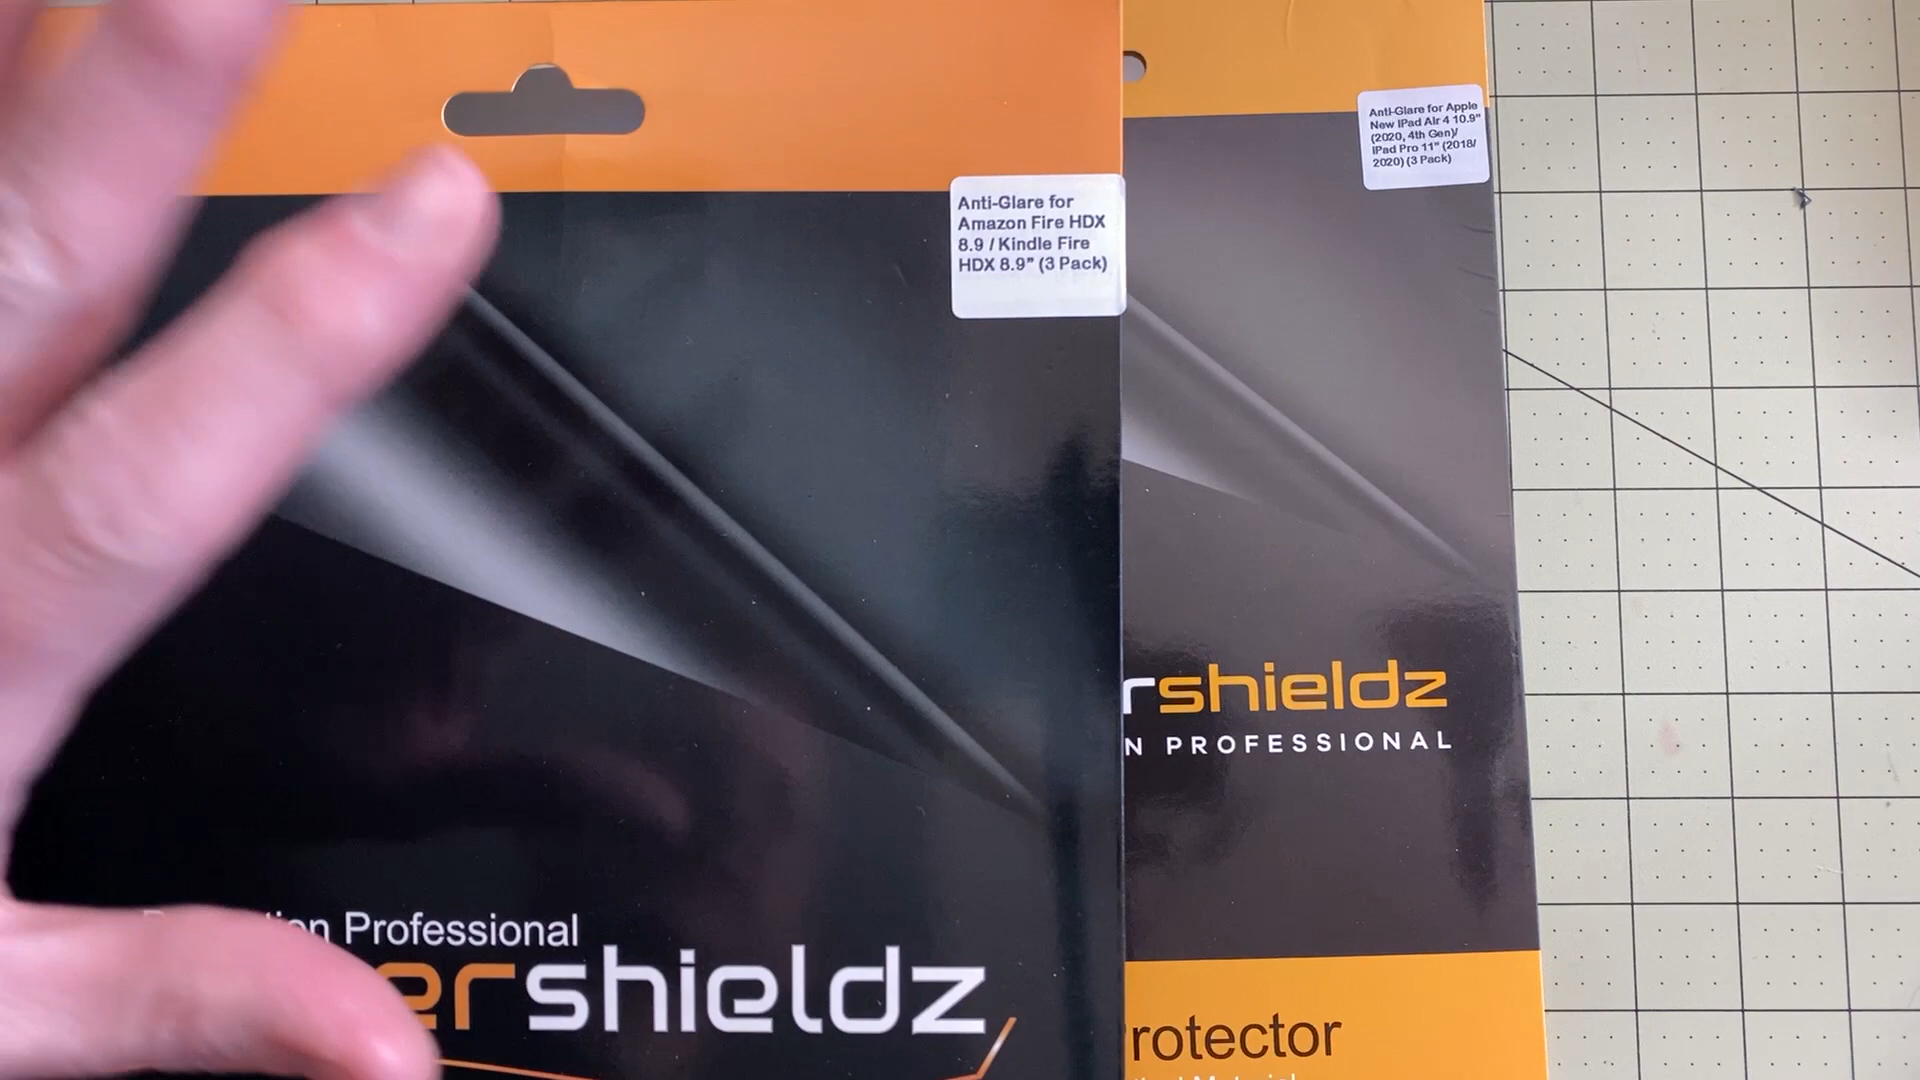 Anti-Glare for
Amazon Fire HDX
8.9 / Kindle Fire
HDX 8.9" (3 Pack)
Professional
ershieldz
Anti-Glare for Apple
New iPad Air 4 10.9"
(2020, 4th Gen)/
iPad Pro 11" (2018/
2020) (3 Pack)
rshieldz
N PROFESSIONAL
rotector